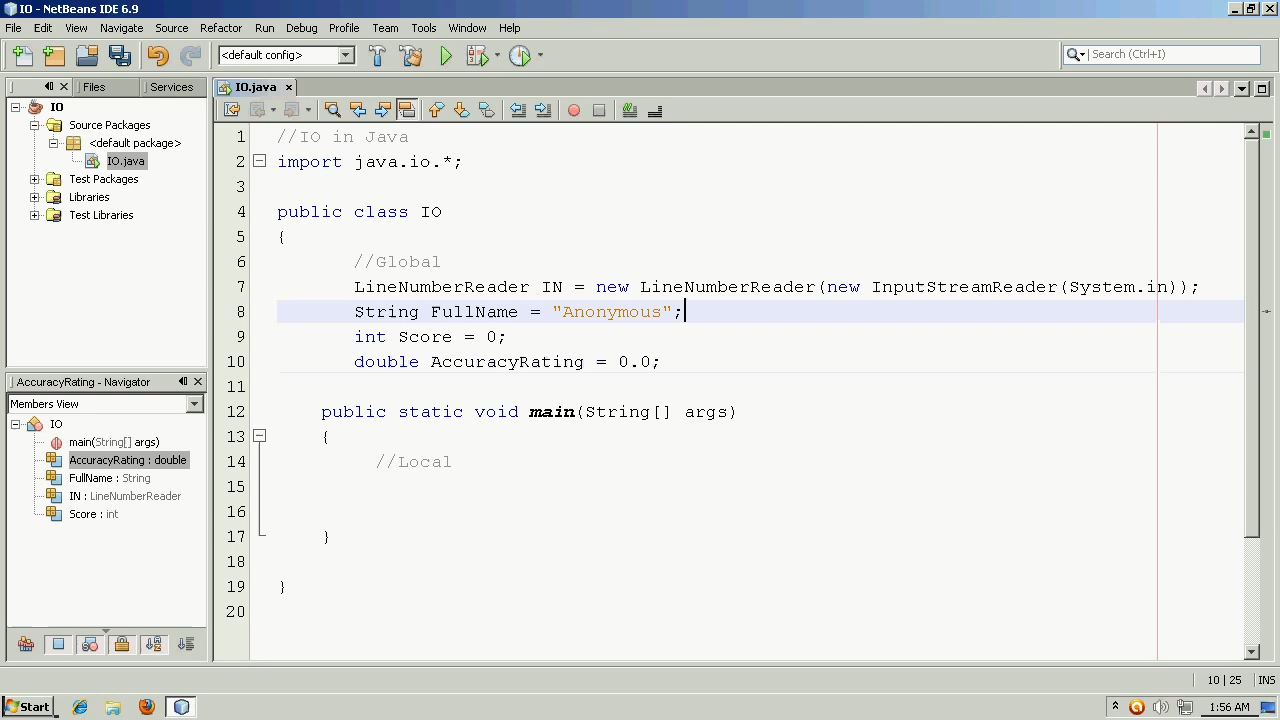 IO - NetBeans IDE 6.9
File Edit View Navigate Source Refactor Run Debug Profile Team Tools Window Help
<default config>
Search (Ctrl+I)
Files Services
IO.java
IO
Source Packages
<default package>
IO.java
Test Packages
Libraries
Test Libraries
AccuracyRating - Navigator
Members View
IO
main(String[] args)
AccuracyRating : double
FullName : String
IN : LineNumberReader
Score : int
1 //IO in Java
2 import java.io.*;
3
4 public class IO
5 {
6 //Global
7 LineNumberReader IN = new LineNumberReader(new InputStreamReader(System.in));
8 String FullName = "Anonymous";
9 int Score = 0;
10 double AccuracyRating = 0.0;
11
12 public static void main(String[] args)
13 {
14 //Local
15
16
17 }
18
19 }
20
10 | 25 INS
Start
1:56 AM